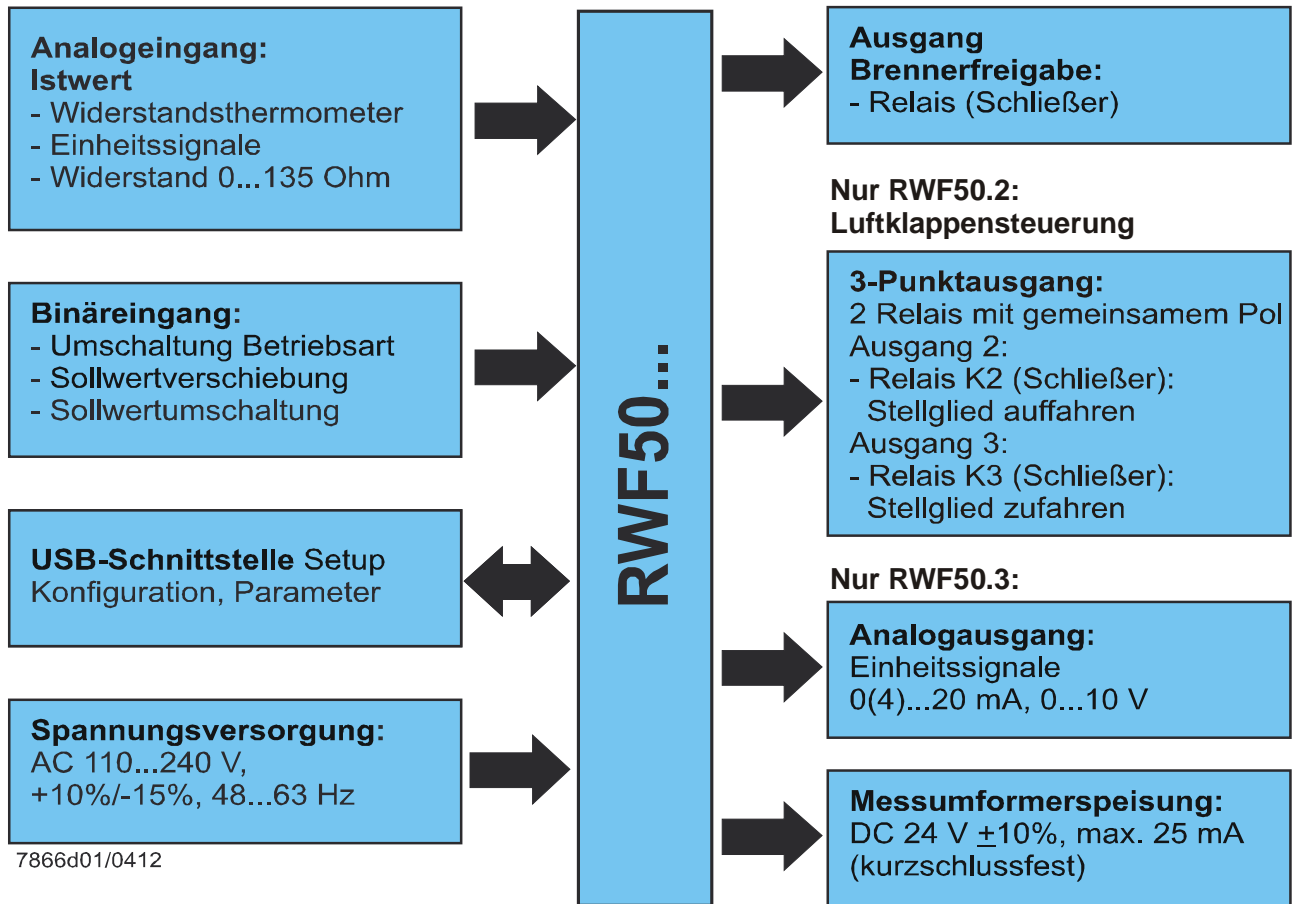 Analogeingang:
Istwert
- Widerstandsthermometer
- Einheitssignale
- Widerstand 0...135 Ohm
Binäreingang:
- Umschaltung Betriebsart
- Sollwertverschiebung
- Sollwertumschaltung
USB-Schnittstelle Setup
Konfiguration, Parameter
Spannungsversorgung:
AC 110...240 V,
+10%/-15%, 48...63 Hz
7866d01/0412
RWF50...
Ausgang
Brennerfreigabe:
- Relais (Schließer)
Nur RWF50.2:
Luftklappensteuerung
3-Punktausgang:
2 Relais mit gemeinsamem Pol
Ausgang 2:
- Relais K2 (Schließer):
Stellglied auffahren
Ausgang 3:
- Relais K3 (Schließer):
Stellglied zufahren
Nur RWF50.3:
Analogausgang:
Einheitssignale
0(4)...20 mA, 0...10 V
Messumformerspeisung:
DC 24 V ±10%, max. 25 mA
(kurzschlussfest)